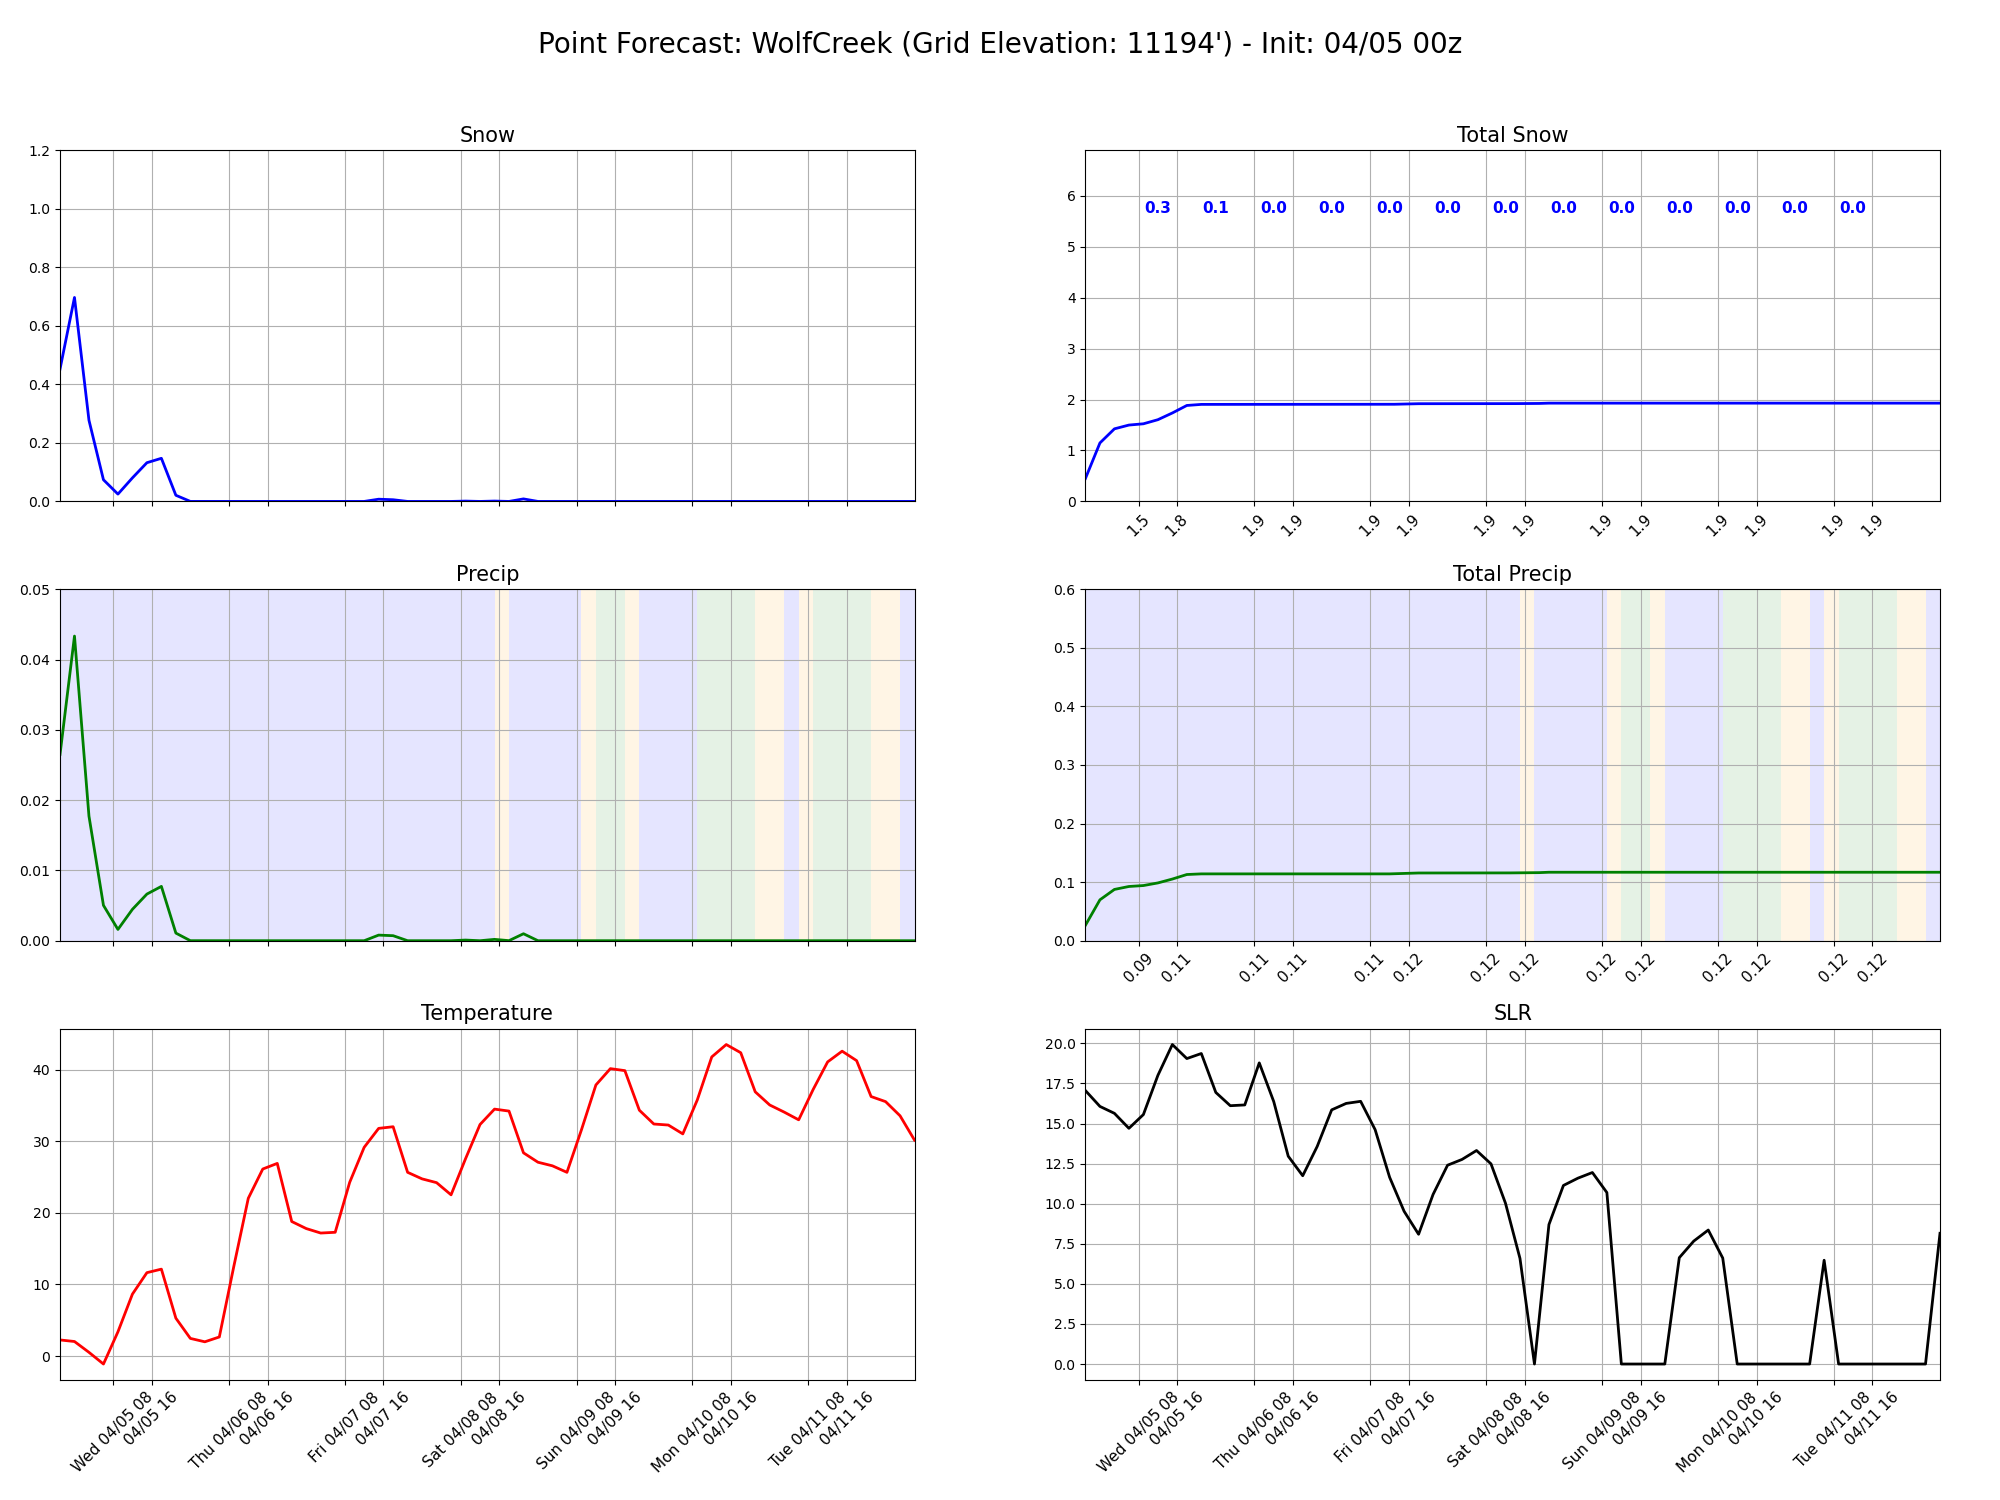 Point Forecast: WolfCreek (Grid Elevation: 11194') - Init: 04/05 00z
Snow
1.2
1.0
0.8
0.6
0.4
0.2
0.0
Total Snow
6
5
4
3
2
1
0
0.3 0.1 0.0 0.0 0.0 0.0 0.0 0.0 0.0 0.0 0.0 0.0 0.0
1.5 1.8 1.9 1.9 1.9 1.9 1.9 1.9 1.9 1.9 1.9 1.9 1.9 1.9
Precip
0.05
0.04
0.03
0.02
0.01
0.00
Total Precip
0.6
0.5
0.4
0.3
0.2
0.1
0.0
0.09 0.11 0.11 0.11 0.11 0.12 0.12 0.12 0.12 0.12 0.12 0.12 0.12 0.12
Temperature
40
30
20
10
0
Wed 04/05 08
04/05 16
Thu 04/06 08
04/06 16
Fri 04/07 08
04/07 16
Sat 04/08 08
04/08 16
Sun 04/09 08
04/09 16
Mon 04/10 08
04/10 16
Tue 04/11 08
04/11 16
SLR
20.0
17.5
15.0
12.5
10.0
7.5
5.0
2.5
0.0
Wed 04/05 08
04/05 16
Thu 04/06 08
04/06 16
Fri 04/07 08
04/07 16
Sat 04/08 08
04/08 16
Sun 04/09 08
04/09 16
Mon 04/10 08
04/10 16
Tue 04/11 08
04/11 16